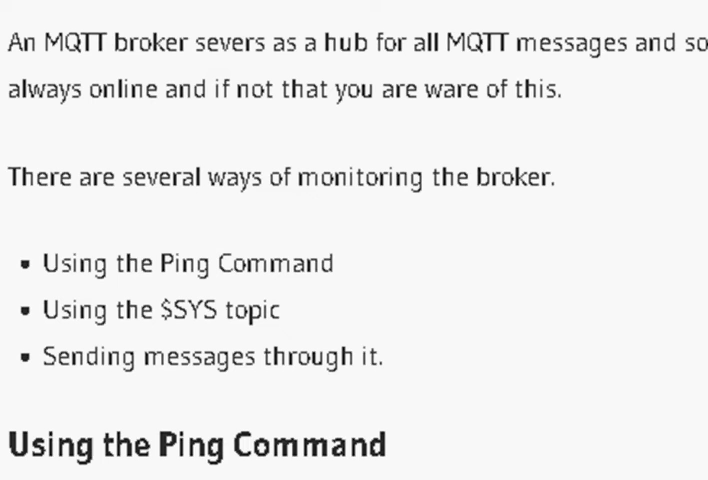 An MQTT broker severs as a hub for all MQTT messages and so
always online and if not that you are ware of this.
There are several ways of monitoring the broker.
Using the Ping Command
Using the $SYS topic
Sending messages through it.
Using the Ping Command